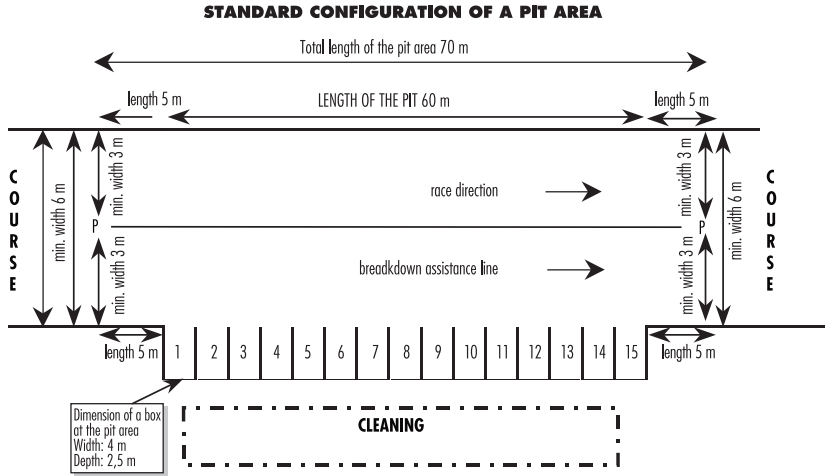 STANDARD CONFIGURATION OF A PIT AREA
Total length of the pit area 70 m
length 5 m
LENGTH OF THE PIT 60 m
length 5 m
COURSE
min. width 6 m
min. width 3 m
P
min. width 3 m
race direction
breadkdown assistance line
min. width 3 m
P
min. width 3 m
min. width 6 m
COURSE
length 5 m
1 2 3 4 5 6 7 8 9 10 11 12 13 14 15
length 5 m
Dimension of a box
at the pit area
Width: 4 m
Depth: 2,5 m
CLEANING